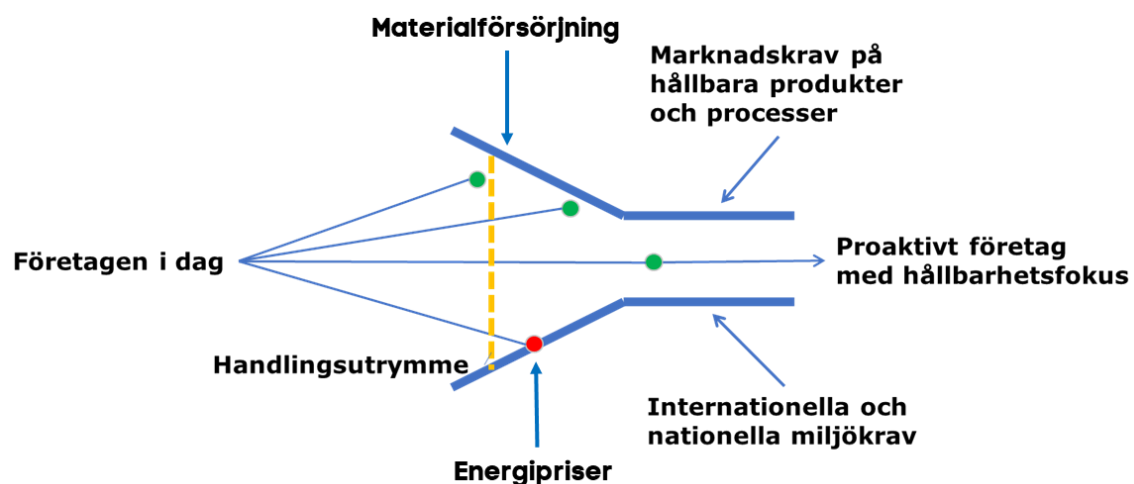 Materialförsörjning
Marknadskrav på
hållbara produkter
och processer
Företagen i dag
Proaktivt företag
med hållbarhetsfokus
Handlingsutrymme
Internationella och
nationella miljökrav
Energipriser